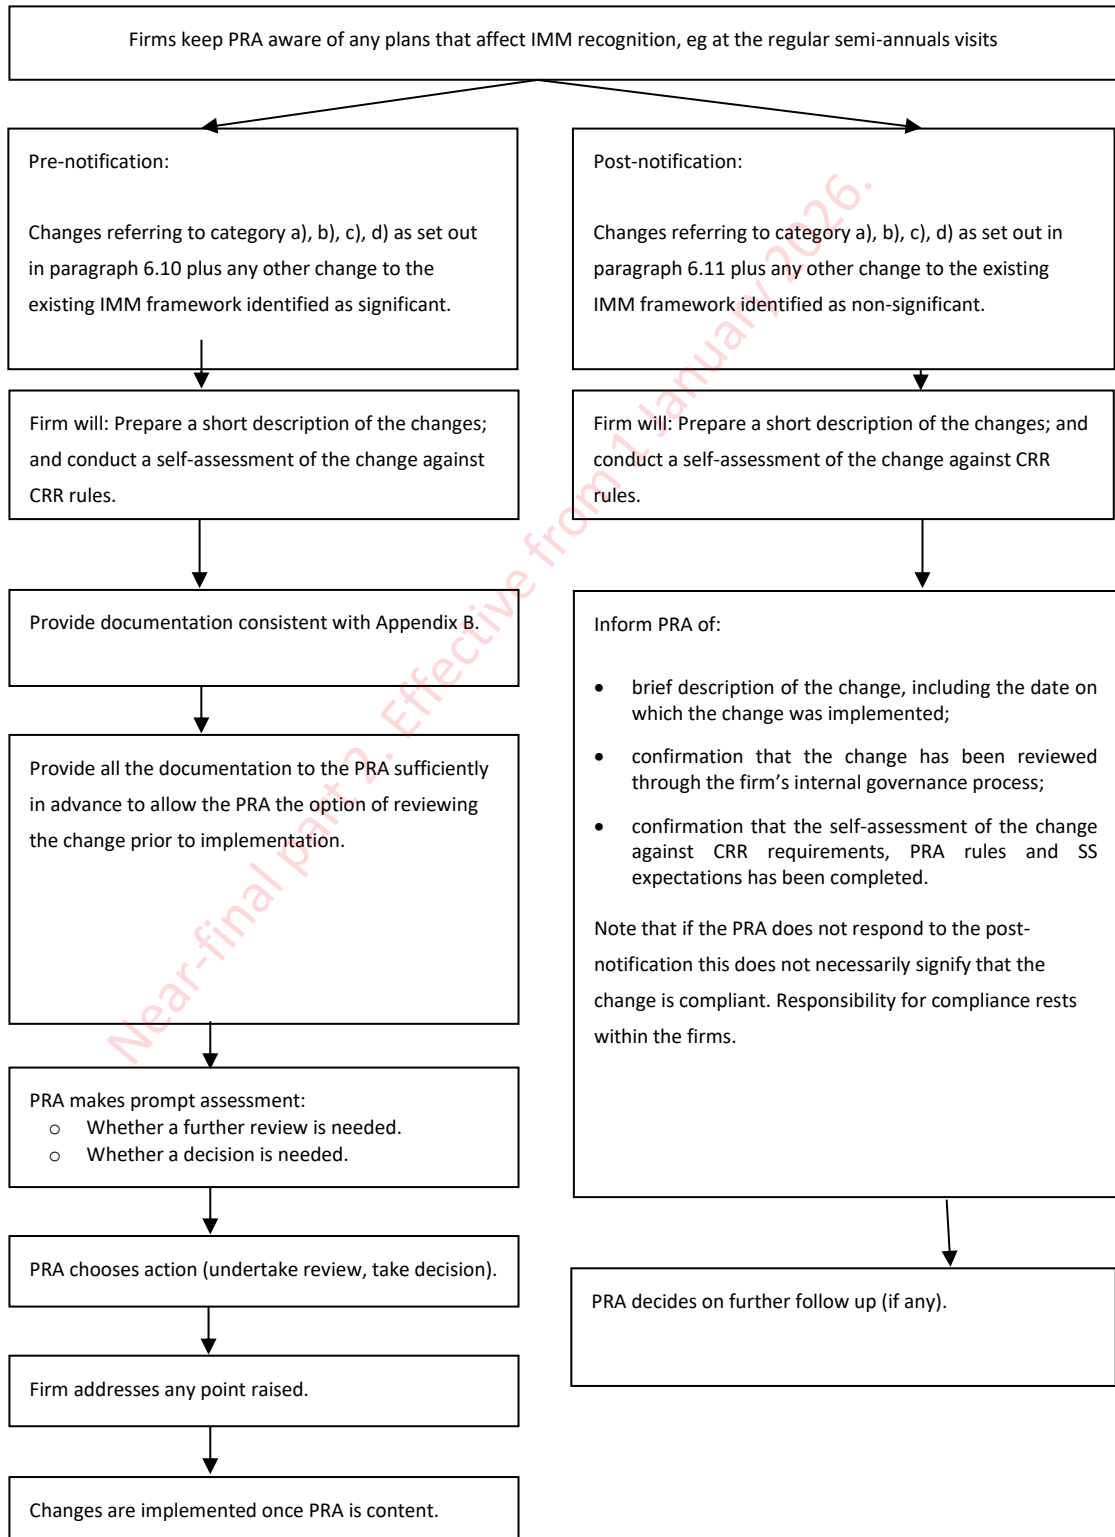 Firms keep PRA aware of any plans that affect IMM recognition, eg at the regular semi-annuals visits
Pre-notification:
Changes referring to category a), b), c), d) as set out
in paragraph 6.10 plus any other change to the
existing IMM framework identified as significant.
Firm will: Prepare a short description of the changes;
and conduct a self-assessment of the change against
CRR rules.
Provide documentation consistent with Appendix B.
Provide all the documentation to the PRA sufficiently
in advance to allow the PRA the option of reviewing
the change prior to implementation.
PRA makes prompt assessment:
o Whether a further review is needed.
o Whether a decision is needed.
PRA chooses action (undertake review, take decision).
Firm addresses any point raised.
Changes are implemented once PRA is content.
Post-notification:
Changes referring to category a), b), c), d) as set out in
paragraph 6.11 plus any other change to the existing
IMM framework identified as non-significant.
Firm will: Prepare a short description of the changes; and
conduct a self-assessment of the change against CRR
rules.
Inform PRA of:
• brief description of the change, including the date on
which the change was implemented;
• confirmation that the change has been reviewed
through the firm’s internal governance process;
• confirmation that the self-assessment of the change
against CRR requirements, PRA rules and SS
expectations has been completed.
Note that if the PRA does not respond to the post-
notification this does not necessarily signify that the
change is compliant. Responsibility for compliance rests
within the firms.
PRA decides on further follow up (if any).
Near-final part 2. Effective from 1 January 2026.